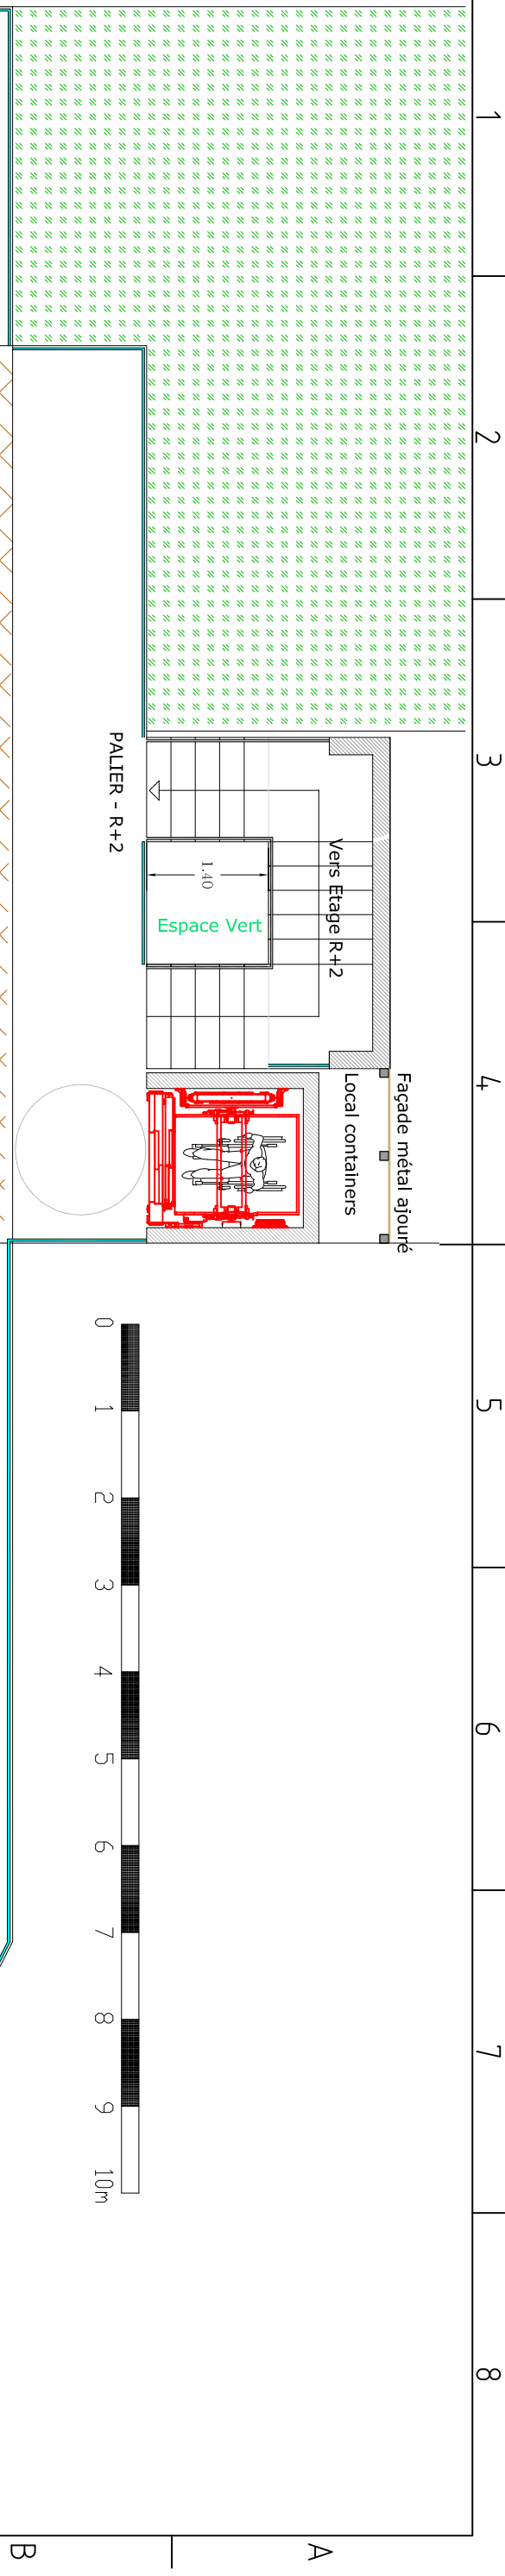 1
2
3
4
5
6
7
8
A
B
PALIER - R+2
Vers Etage R+2
1.40
Espace Vert
Façade métal ajouré
Local containers
0 1 2 3 4 5 6 7 8 9 10m